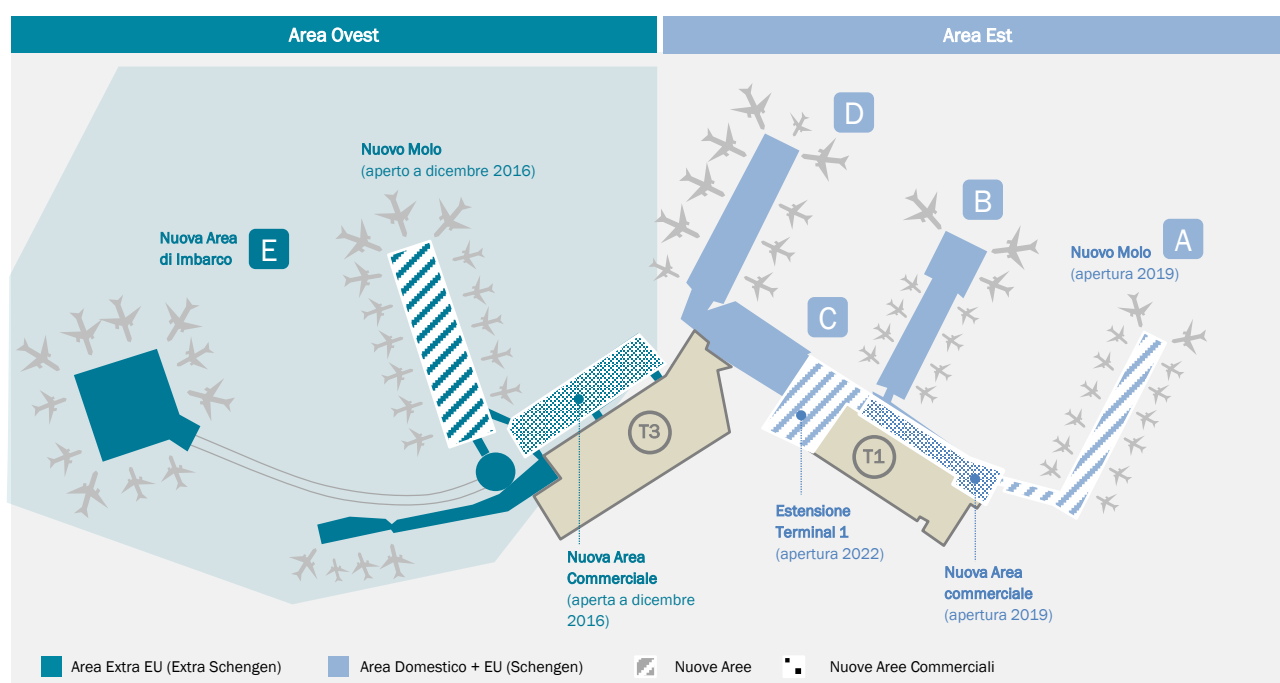 Area Ovest
Area Est
D
Nuovo Molo
(aperto a dicembre 2016)
B
A
Nuova Area
di Imbarco
E
Nuovo Molo
(apertura 2019)
C
T3
T1
Estensione
Terminal 1
(apertura 2022)
Nuova Area
Commerciale
(aperta a dicembre
2016)
Nuova Area
commerciale
(apertura 2019)
Area Extra EU (Extra Schengen)
Area Domestico + EU (Schengen)
Nuove Aree
Nuove Aree Commerciali